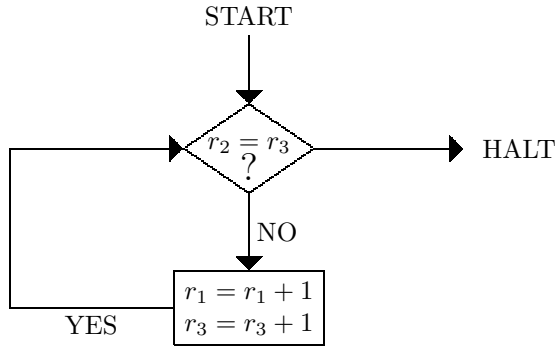 START
r₂ = r₃
?
HALT
NO
r₁ = r₁ + 1
r₃ = r₃ + 1
YES